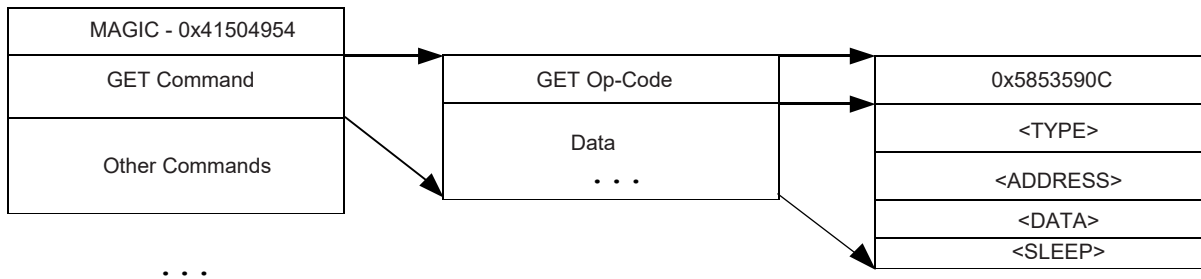 MAGIC - 0x41504954
GET Command
Other Commands
. . .
GET Op-Code
Data
. . .
0x5853590C
<TYPE>
<ADDRESS>
<DATA>
<SLEEP>